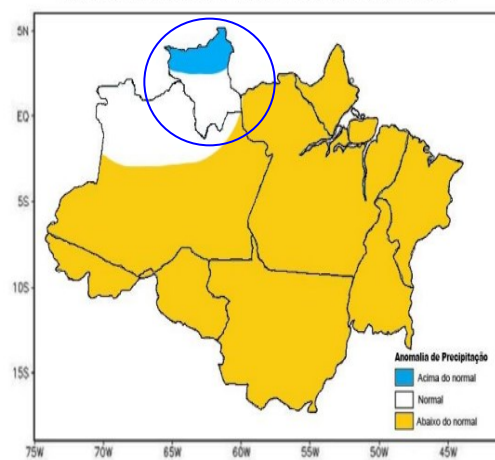 5N
EQ
5S
10S
15S
75W 70W 65W 60W 55W 50W 45W
Anomalia de Precipitação
Acima do normal
Normal
Abaixo do normal